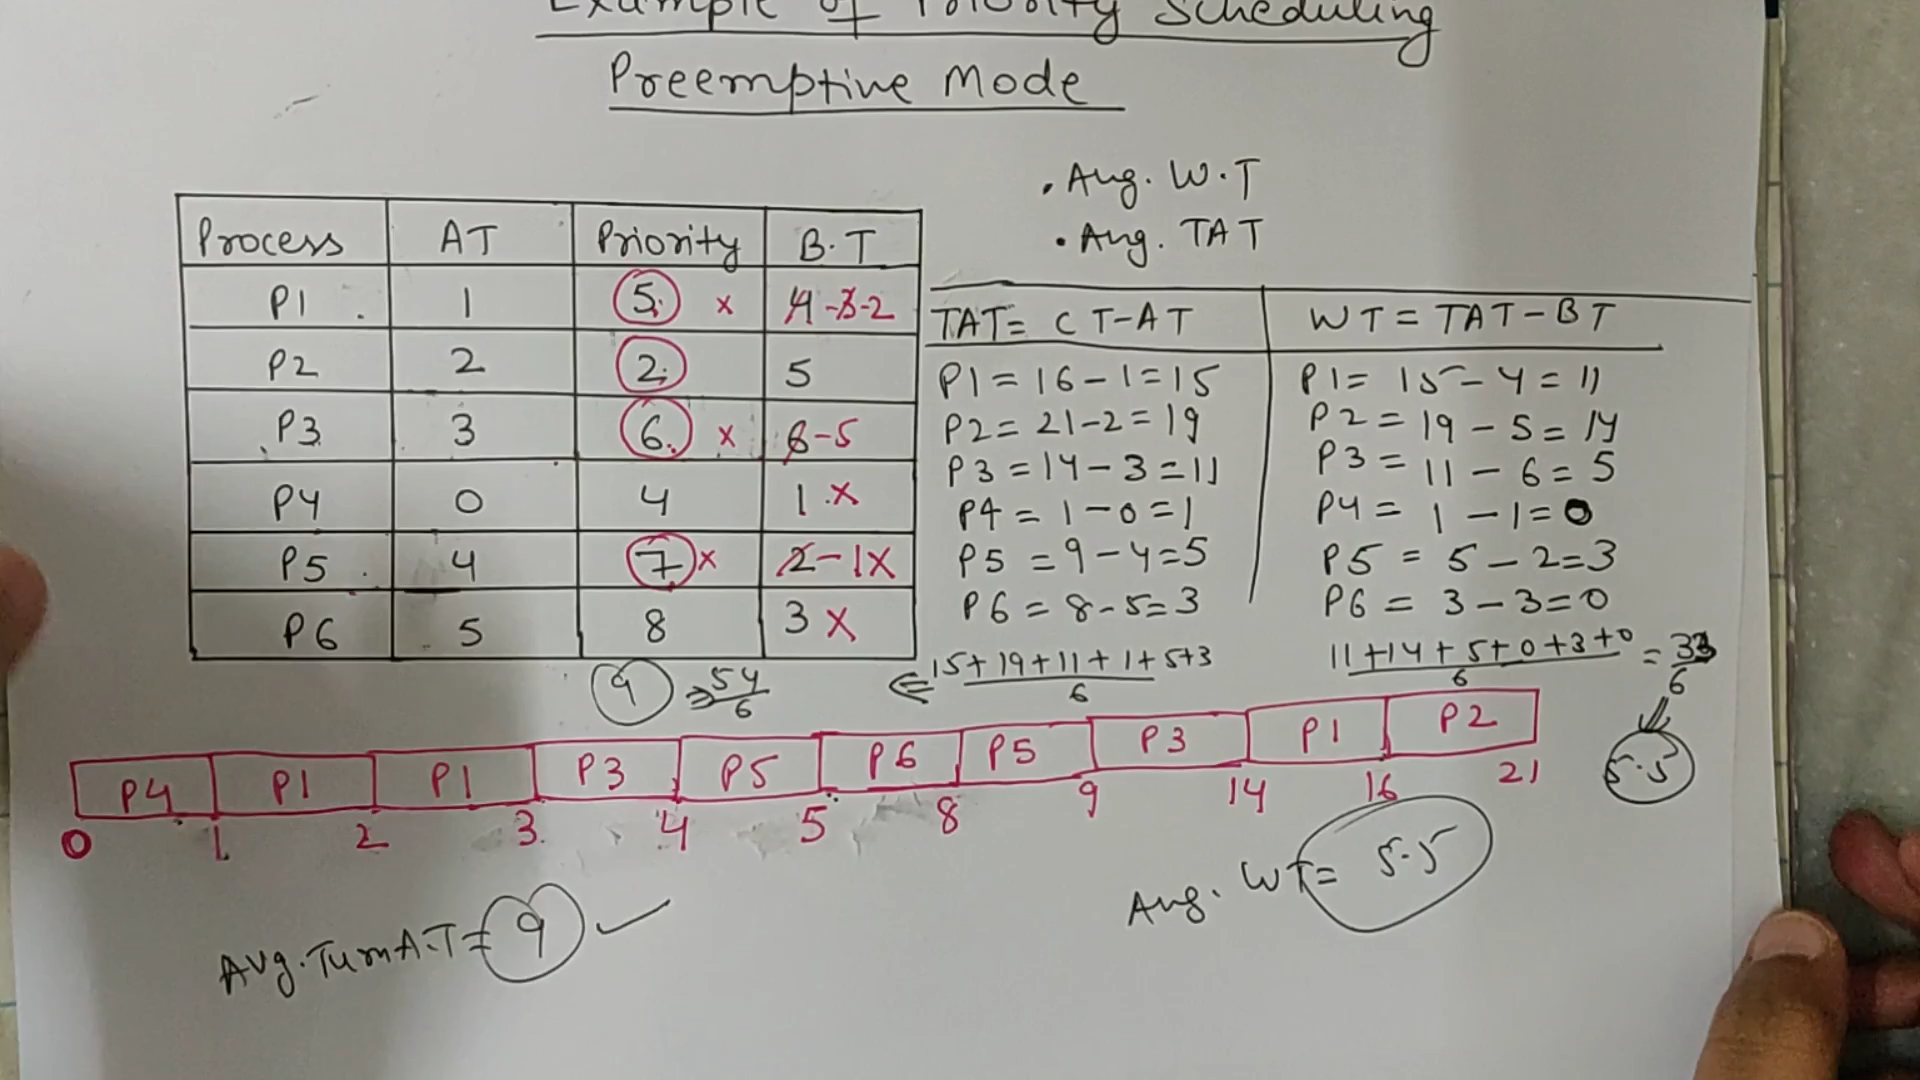 Example of Priority Scheduling
Preemptive Mode
. Avg. W.T
. Avg. TAT
Process AT Priority B.T
P1 . 1 5. x 4-3-2
P2 2 2. 5
P3 3 6. x 6-5
P4 0 4 1 . x
P5 . 4 7 x 2-1x
P6 5 8 3 x
TAT= CT-AT
P1 = 16-1=15
P2= 21-2=19
P3 =14-3=11
P4 = 1-0=1
P5 = 9-4=5
P6 = 8-5=3
15+19+11+1+5+3
6
⇒ 54
6
9
WT = TAT-BT
P1= 15-4=11
P2 = 19-5=14
P3 = 11-6=5
P4 = 1-1=0
P5 = 5-2=3
P6 = 3-3=0
11+14+5+0+3+0 = 33
6 6
5.5
P4 P1 P1 P3 P5 P6 P5 P3 P1 P2
0 1 2 3 4 5 8 9 14 16 21
Avg. WT= 5.5
Avg. TurnA.T= 9 ✓